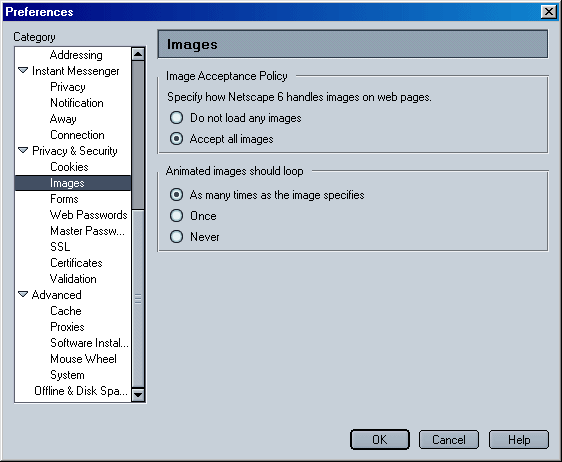 Preferences
Category
Addressing
Instant Messenger
Privacy
Notification
Away
Connection
Privacy & Security
Cookies
Images
Forms
Web Passwords
Master Passw...
SSL
Certificates
Validation
Advanced
Cache
Proxies
Software Instal...
Mouse Wheel
System
Offline & Disk Spa...
Images
Image Acceptance Policy
Specify how Netscape 6 handles images on web pages.
Do not load any images
Accept all images
Animated images should loop
As many times as the image specifies
Once
Never
OK
Cancel
Help